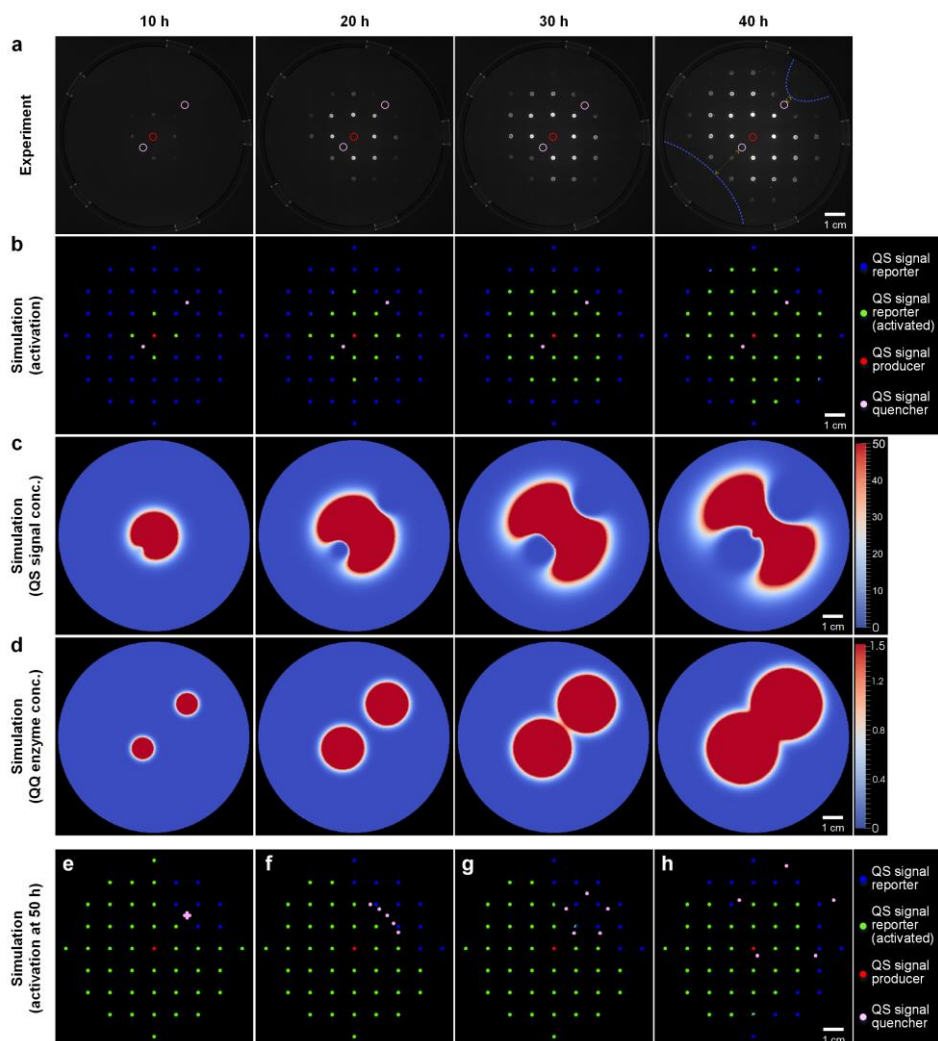 10 h
20 h
30 h
40 h
a
Experiment
1 cm
b
Simulation
(activation)
1 cm
QS signal
reporter
QS signal
reporter
(activated)
QS signal
producer
QS signal
quencher
c
Simulation
(QS signal conc.)
1 cm
50
40
30
20
10
0
d
Simulation
(QQ enzyme conc.)
1 cm
1.5
1.2
0.8
0.4
0
Simulation
(activation at 50 h)
e
f
g
h
1 cm
QS signal
reporter
QS signal
reporter
(activated)
QS signal
producer
QS signal
quencher